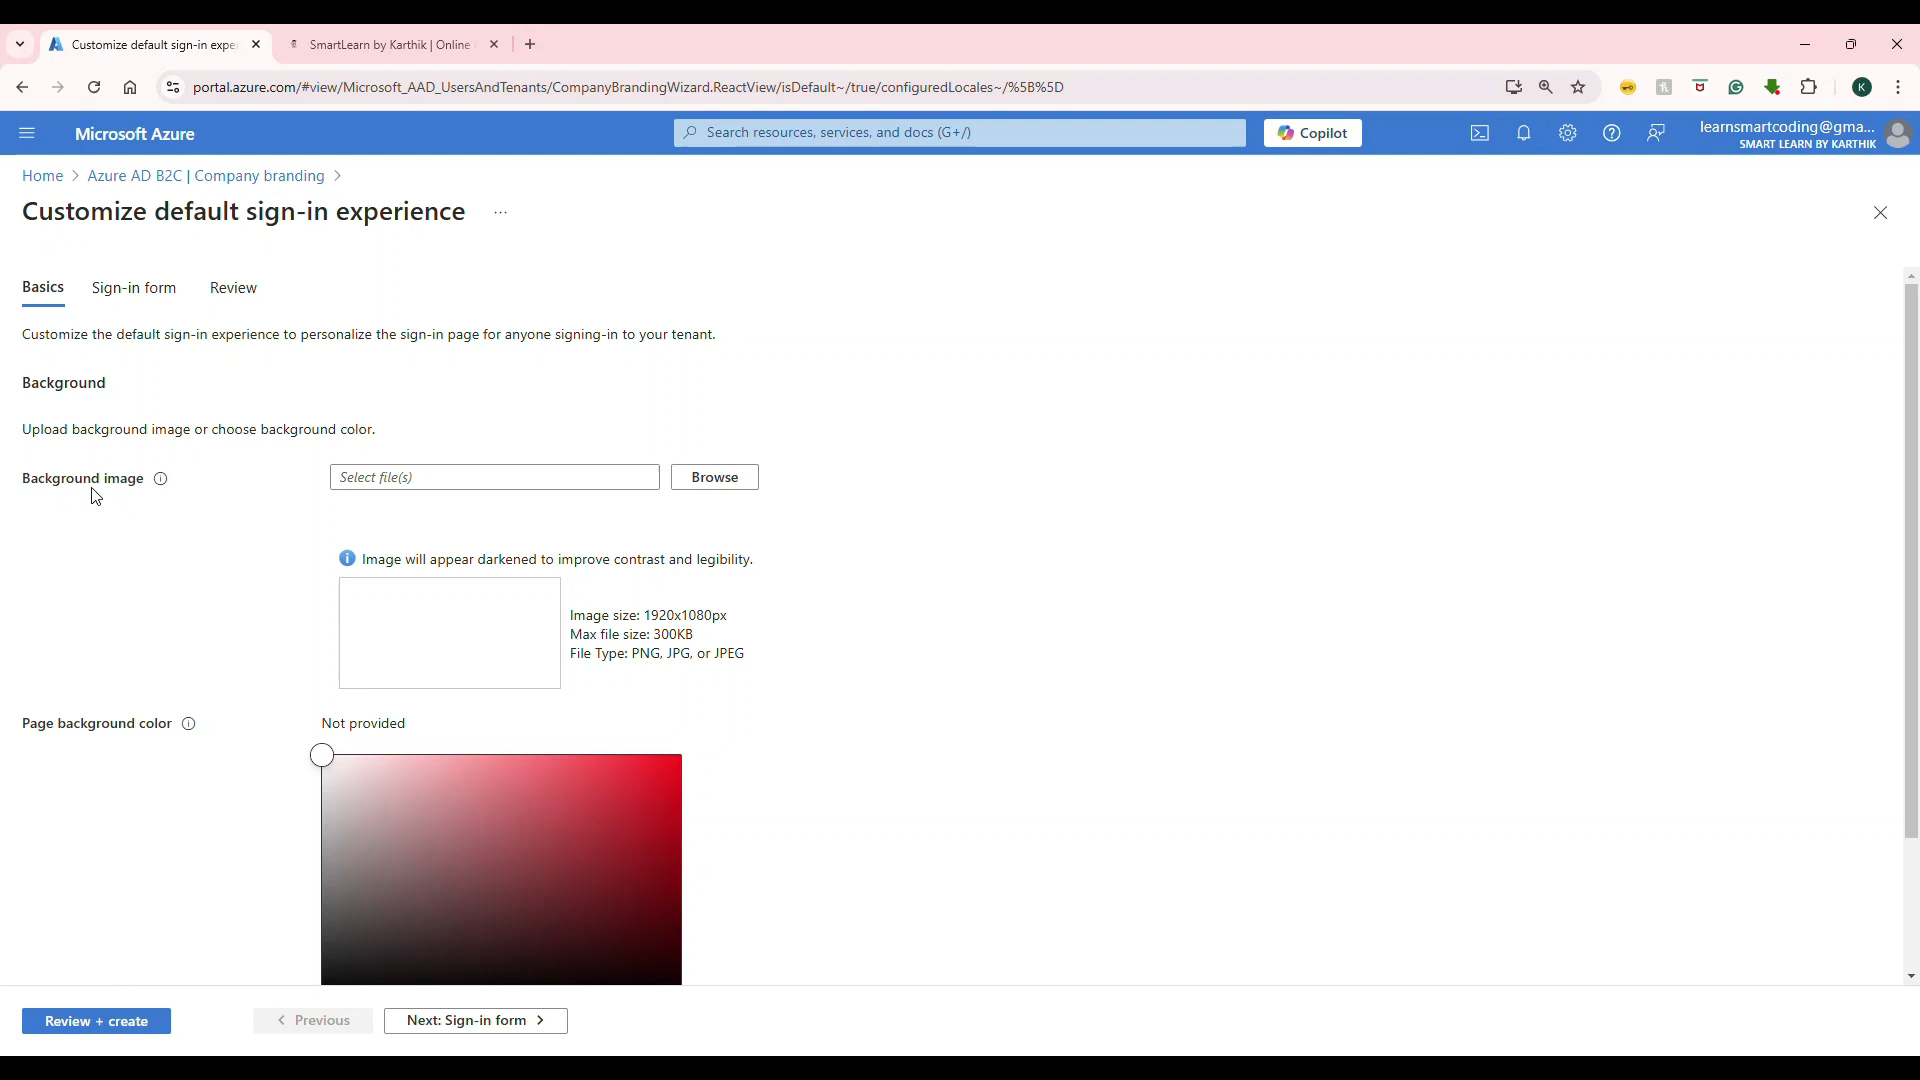 Customize default sign-in expe
SmartLearn by Karthik | Online
portal.azure.com/#view/Microsoft_AAD_UsersAndTenants/CompanyBrandingWizard.ReactView/isDefault~/true/configuredLocales~/%5B%5D
K
Microsoft Azure
Search resources, services, and docs (G+/)
Copilot
learnsmartcoding@gma...
SMART LEARN BY KARTHIK
Home > Azure AD B2C | Company branding >
Customize default sign-in experience ...
Basics Sign-in form Review
Customize the default sign-in experience to personalize the sign-in page for anyone signing-in to your tenant.
Background
Upload background image or choose background color.
Background image
Select file(s)
Browse
Image will appear darkened to improve contrast and legibility.
Image size: 1920x1080px
Max file size: 300KB
File Type: PNG, JPG, or JPEG
Page background color
Not provided
Review + create
< Previous
Next: Sign-in form >